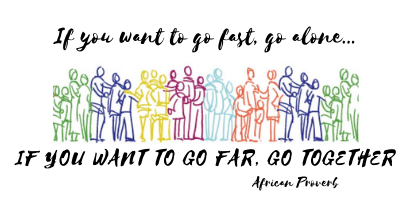 If you want to go fast, go alone...
IF YOU WANT TO GO FAR, GO TOGETHER
African Proverb